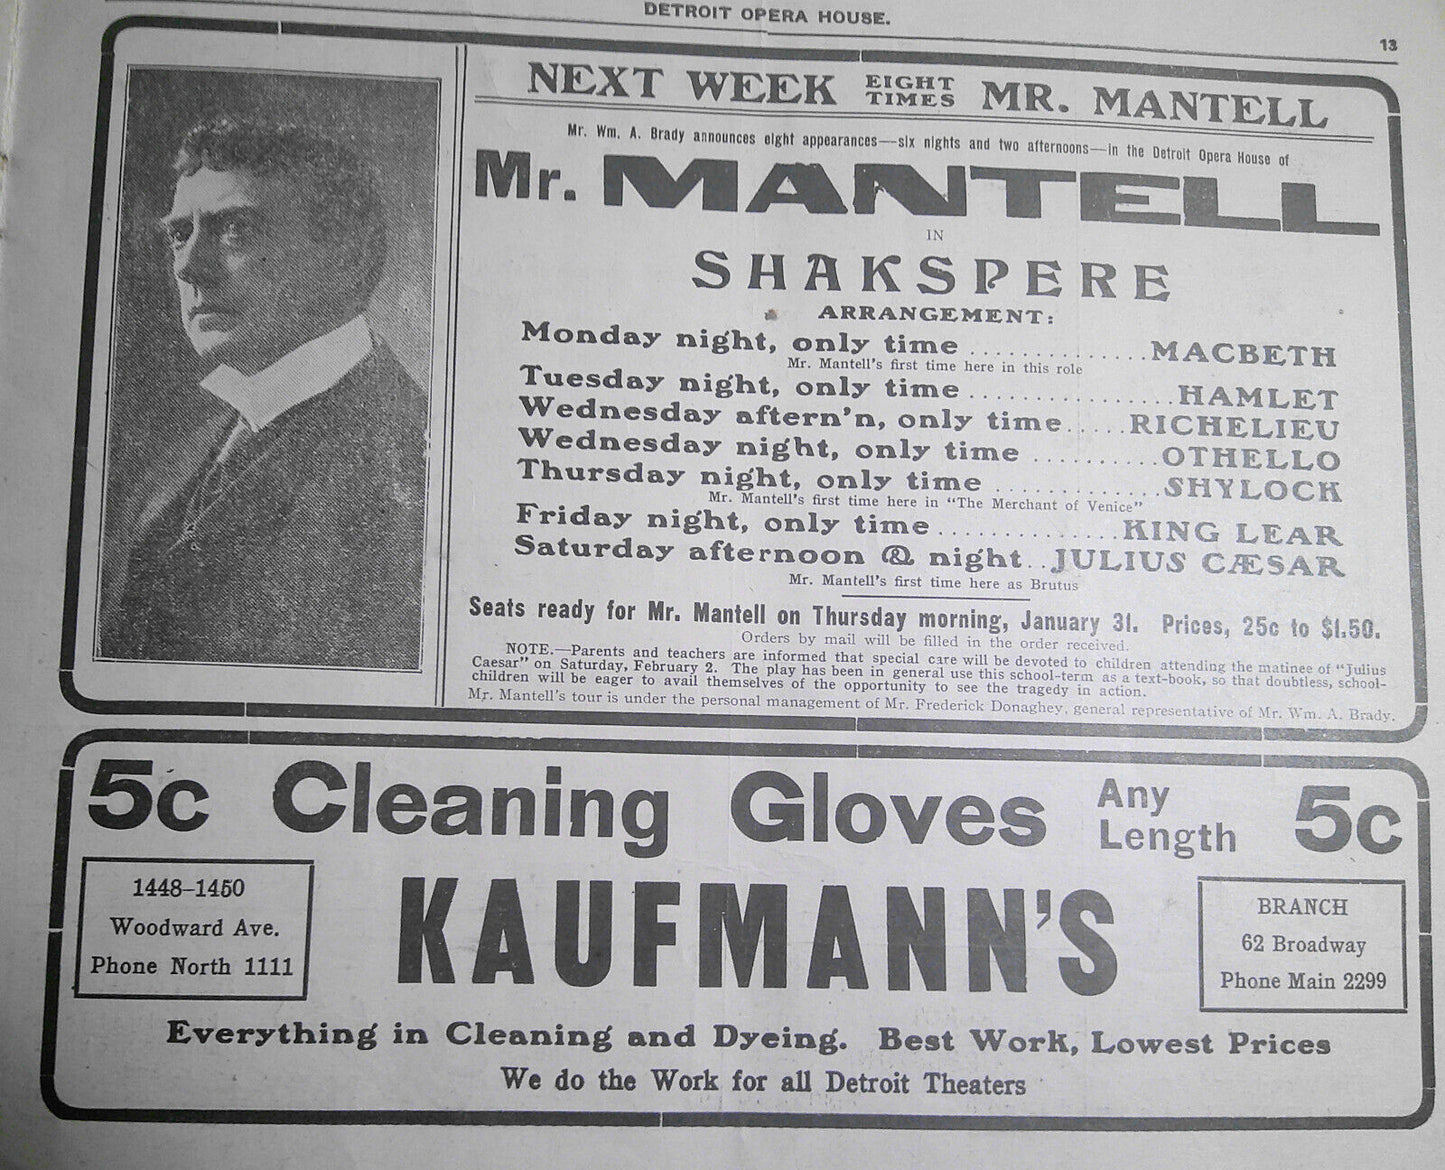 DETROIT OPERA HOUSE.
13
NEXT WEEK EIGHT TIMES MR. MANTELL
Mr. Wm. A. Brady announces eight appearances—six nights and two afternoons—in the Detroit Opera House of
Mr. MANTELL
IN
SHAKSPERE
ARRANGEMENT:
Monday night, only time ............... MACBETH
Mr. Mantell's first time here in this role
Tuesday night, only time ................. HAMLET
Wednesday aftern'n, only time ..... RICHELIEU
Wednesday night, only time ........... OTHELLO
Thursday night, only time .............. SHYLOCK
Mr. Mantell's first time here in "The Merchant of Venice"
Friday night, only time ............... KING LEAR
Saturday afternoon & night .. JULIUS CÆSAR
Mr. Mantell's first time here as Brutus
Seats ready for Mr. Mantell on Thursday morning, January 31. Prices, 25c to $1.50.
Orders by mail will be filled in the order received.
NOTE.—Parents and teachers are informed that special care will be devoted to children attending the matinee of "Julius
Caesar" on Saturday, February 2. The play has been in general use this school-term as a text-book, so that doubtless, school-
children will be eager to avail themselves of the opportunity to see the tragedy in action.
Mr. Mantell's tour is under the personal management of Mr. Frederick Donaghey, general representative of Mr. Wm. A. Brady.
5c Cleaning Gloves Any Length 5c
1448-1450
Woodward Ave.
Phone North 1111
KAUFMANN'S
BRANCH
62 Broadway
Phone Main 2299
Everything in Cleaning and Dyeing. Best Work, Lowest Prices
We do the Work for all Detroit Theaters